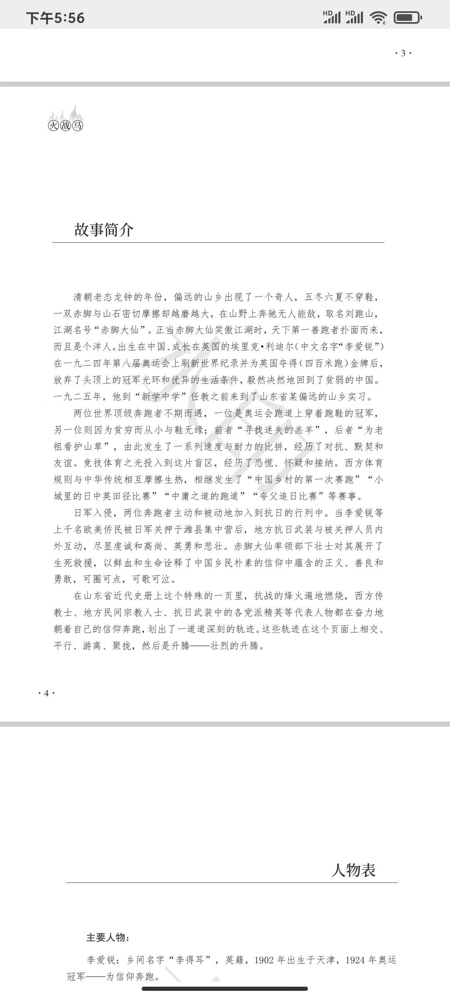 下午5:56
HD HD
·3·
火战马
故事简介
清朝老态龙钟的年份，偏远的山乡出现了一个奇人，五冬六夏不穿鞋，
一双赤脚与山石密切摩擦却越磨越大，在山野上奔驰无人能敌，取名刘跑山，
江湖名号“赤脚大仙”。正当赤脚大仙笑傲江湖时，天下第一善跑者扑面而来，
而且是个洋人。出生在中国、成长在英国的埃里克·利迪尔（中文名字“李爱锐”）
在一九二四年第八届奥运会上刷新世界纪录并为英国夺得（四百米跑）金牌后，
放弃了头顶上的冠军光环和优异的生活条件，毅然决然地回到了贫弱的中国。
一九二五年，他到“新学中学”任教之前来到了山东省某偏远的山乡实习。
两位世界顶级奔跑者不期而遇，一位是奥运会跑道上穿着跑鞋的冠军，
另一位则因为贫穷而从小与鞋无缘；前者“寻找迷失的羔羊”，后者“为老
祖看护山草”，由此发生了一系列速度与耐力的比拼，经历了对抗、默契和
友谊。竞技体育之光投入到这片盲区，经历了恐慌、怀疑和接纳。西方体育
规则与中华传统相互摩擦生热，相继发生了“中国乡村的第一次赛跑”“小
城里的日中英田径比赛”“中庸之道的跑道”“夸父追日比赛”等赛事。
日军入侵，两位奔跑者主动和被动地加入到抗日的行列中。当李爱锐等
上千名欧美侨民被日军关押于潍县集中营后，地方抗日武装与被关押人员内
外互动，尽显虔诚和高尚、英勇和悲壮。赤脚大仙率领部下壮士对其展开了
生死救援，以鲜血和生命诠释了中国乡民朴素的信仰中蕴含的正义、善良和
勇敢，可圈可点，可歌可泣。
在山东省近代史册上这个特殊的一页里，抗战的烽火遍地燃烧，西方传
教士、地方民间宗教人士、抗日武装中的各党派精英等代表人物都在奋力地
朝着自己的信仰奔跑，划出了一道道深刻的轨迹。这些轨迹在这个页面上相交、
平行、游离、聚拢，然后是升腾——壮烈的升腾。
水印
·4·
人物表
主要人物：
李爱锐：乡间名字“李得耳”，英籍，1902 年出生于天津，1924 年奥运
冠军——为信仰奔跑。